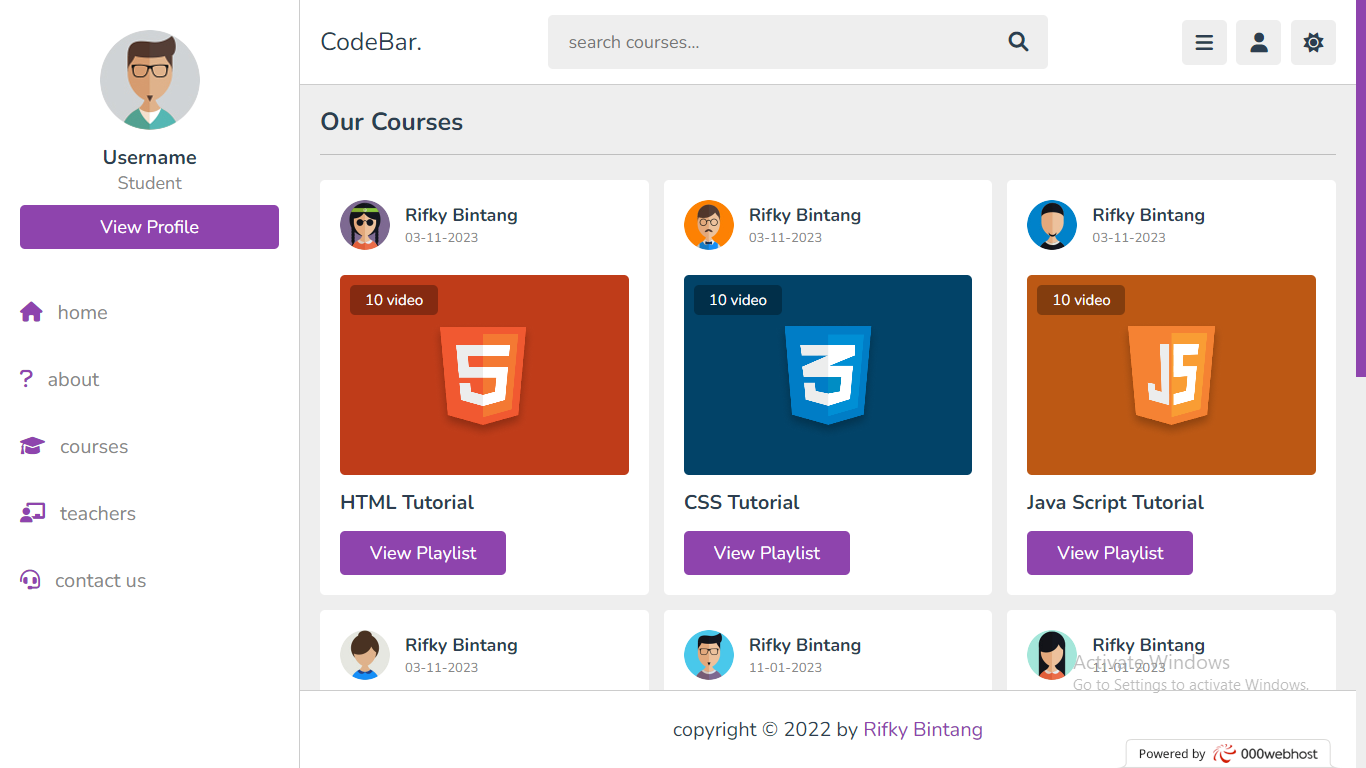 CodeBar.
search courses...
Username
Student
View Profile
home
about
courses
teachers
contact us
Our Courses
Rifky Bintang
03-11-2023
10 video
HTML Tutorial
View Playlist
Rifky Bintang
03-11-2023
10 video
CSS Tutorial
View Playlist
Rifky Bintang
03-11-2023
10 video
Java Script Tutorial
View Playlist
Rifky Bintang
03-11-2023
Rifky Bintang
11-01-2023
Rifky Bintang
11-01-2023
Activate Windows
Go to Settings to activate Windows.
copyright © 2022 by Rifky Bintang
Powered by 000webhost